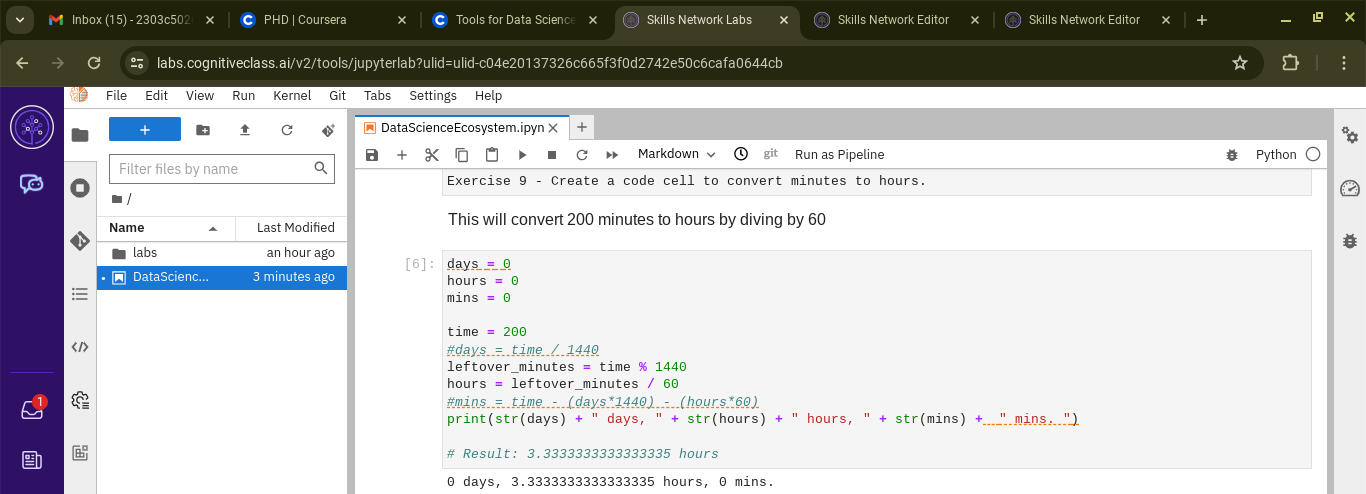 Inbox (15) - 2303c502
PHD | Coursera
Tools for Data Science
Skills Network Labs
Skills Network Editor
Skills Network Editor
labs.cognitiveclass.ai/v2/tools/jupyterlab?ulid=ulid-c04e20137326c665f3f0d2742e50c6cafa0644cb
File Edit View Run Kernel Git Tabs Settings Help
DataScienceEcosystem.ipyn
Filter files by name
Markdown
git
Run as Pipeline
Python
/
Name Last Modified
labs an hour ago
DataScienc... 3 minutes ago
1
Exercise 9 - Create a code cell to convert minutes to hours.
This will convert 200 minutes to hours by diving by 60
[6]:
days = 0
hours = 0
mins = 0
time = 200
#days = time / 1440
leftover_minutes = time % 1440
hours = leftover_minutes / 60
#mins = time - (days*1440) - (hours*60)
print(str(days) + " days, " + str(hours) + " hours, " + str(mins) +  " mins. ")
# Result: 3.3333333333333335 hours
0 days, 3.3333333333333335 hours, 0 mins.